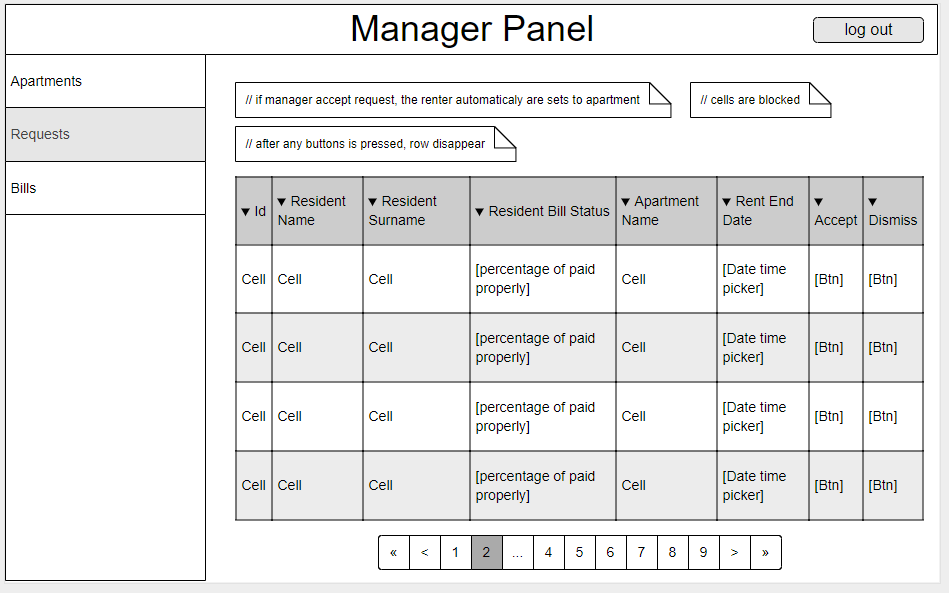 Manager Panel
log out
Apartments
Requests
Bills
// if manager accept request, the renter automaticaly are sets to apartment
// cells are blocked
// after any buttons is pressed, row disappear
▼ Id ▼ Resident Name ▼ Resident Surname ▼ Resident Bill Status ▼ Apartment Name ▼ Rent End Date ▼ Accept ▼ Dismiss
Cell Cell Cell [percentage of paid properly] Cell [Date time picker] [Btn] [Btn]
Cell Cell Cell [percentage of paid properly] Cell [Date time picker] [Btn] [Btn]
Cell Cell Cell [percentage of paid properly] Cell [Date time picker] [Btn] [Btn]
Cell Cell Cell [percentage of paid properly] Cell [Date time picker] [Btn] [Btn]
« < 1 2 ... 4 5 6 7 8 9 > »